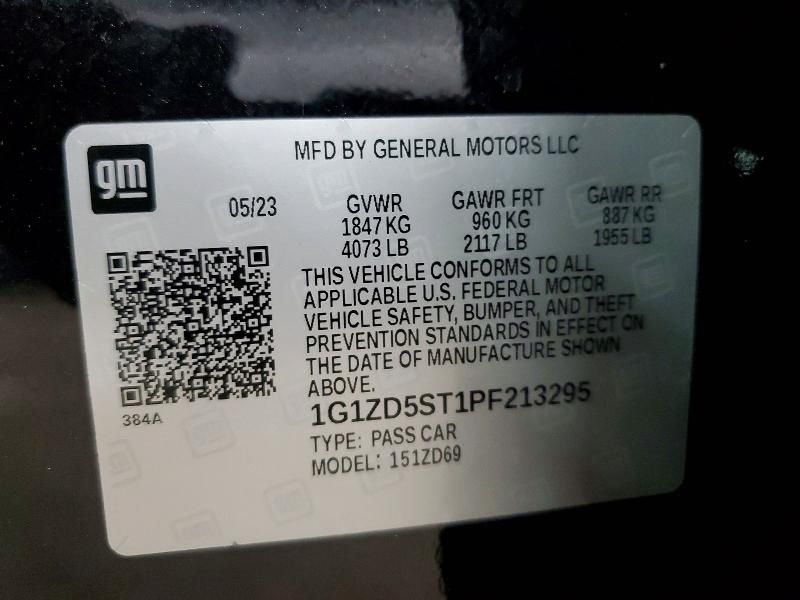 gm
MFD BY GENERAL MOTORS LLC
05/23
GVWR GAWR FRT GAWR RR
1847 KG 960 KG 887 KG
4073 LB 2117 LB 1955 LB
THIS VEHICLE CONFORMS TO ALL
APPLICABLE U.S. FEDERAL MOTOR
VEHICLE SAFETY, BUMPER, AND THEFT
PREVENTION STANDARDS IN EFFECT ON
THE DATE OF MANUFACTURE SHOWN
ABOVE.
384A
1G1ZD5ST1PF213295
TYPE: PASS CAR
MODEL: 151ZD69